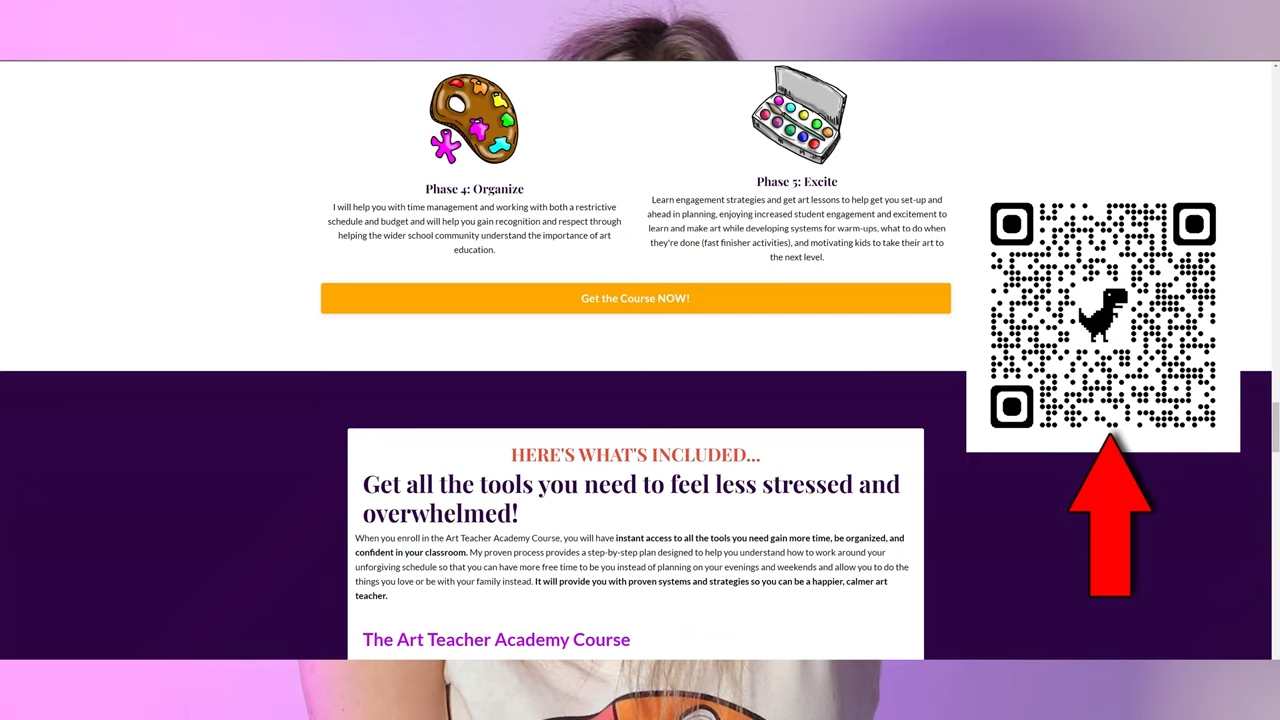 Phase 4: Organize
I will help you with time management and working with both a restrictive
schedule and budget and will help you gain recognition and respect through
helping the wider school community understand the importance of art
education.
Phase 5: Excite
Learn engagement strategies and get art lessons to help get you set-up and
ahead in planning, enjoying increased student engagement and excitement to
learn and make art while developing systems for warm-ups, what to do when
they're done (fast finisher activities), and motivating kids to take their art to
the next level.
Get the Course NOW!
HERE'S WHAT'S INCLUDED...
Get all the tools you need to feel less stressed and
overwhelmed!
When you enroll in the Art Teacher Academy Course, you will have instant access to all the tools you need gain more time, be organized, and
confident in your classroom. My proven process provides a step-by-step plan designed to help you understand how to work around your
unforgiving schedule so that you can have more free time to be you instead of planning on your evenings and weekends and allow you to do the
things you love or be with your family instead. It will provide you with proven systems and strategies so you can be a happier, calmer art
teacher.
The Art Teacher Academy Course